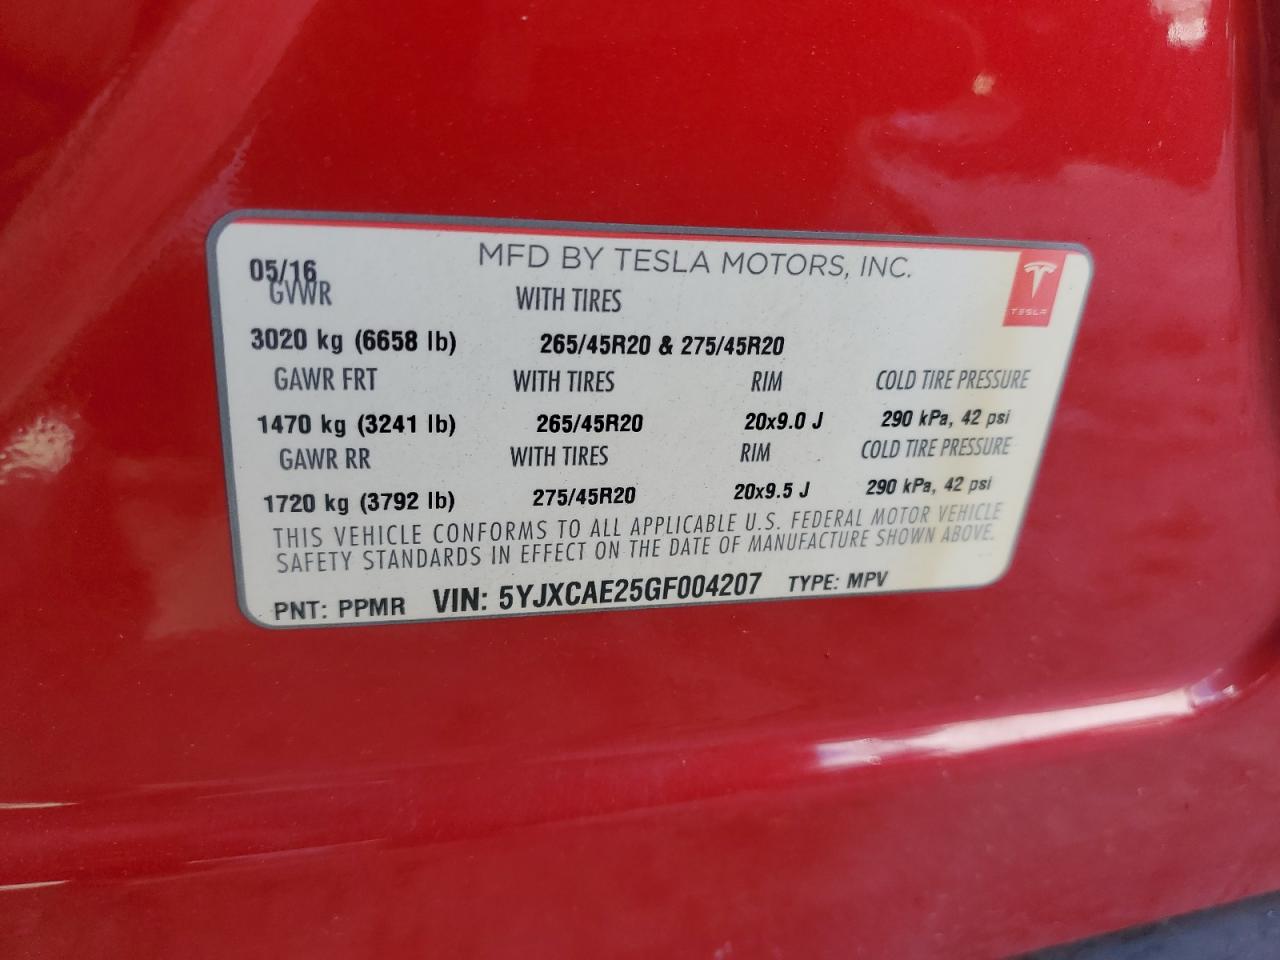 05/16 MFD BY TESLA MOTORS, INC.
GVWR WITH TIRES
TESLA
3020 kg (6658 lb) 265/45R20 & 275/45R20
GAWR FRT WITH TIRES RIM COLD TIRE PRESSURE
1470 kg (3241 lb) 265/45R20 20x9.0 J 290 kPa, 42 psi
GAWR RR WITH TIRES RIM COLD TIRE PRESSURE
1720 kg (3792 lb) 275/45R20 20x9.5 J 290 kPa, 42 psi
THIS VEHICLE CONFORMS TO ALL APPLICABLE U.S. FEDERAL MOTOR VEHICLE
SAFETY STANDARDS IN EFFECT ON THE DATE OF MANUFACTURE SHOWN ABOVE.
PNT: PPMR VIN: 5YJXCAE25GF004207 TYPE: MPV